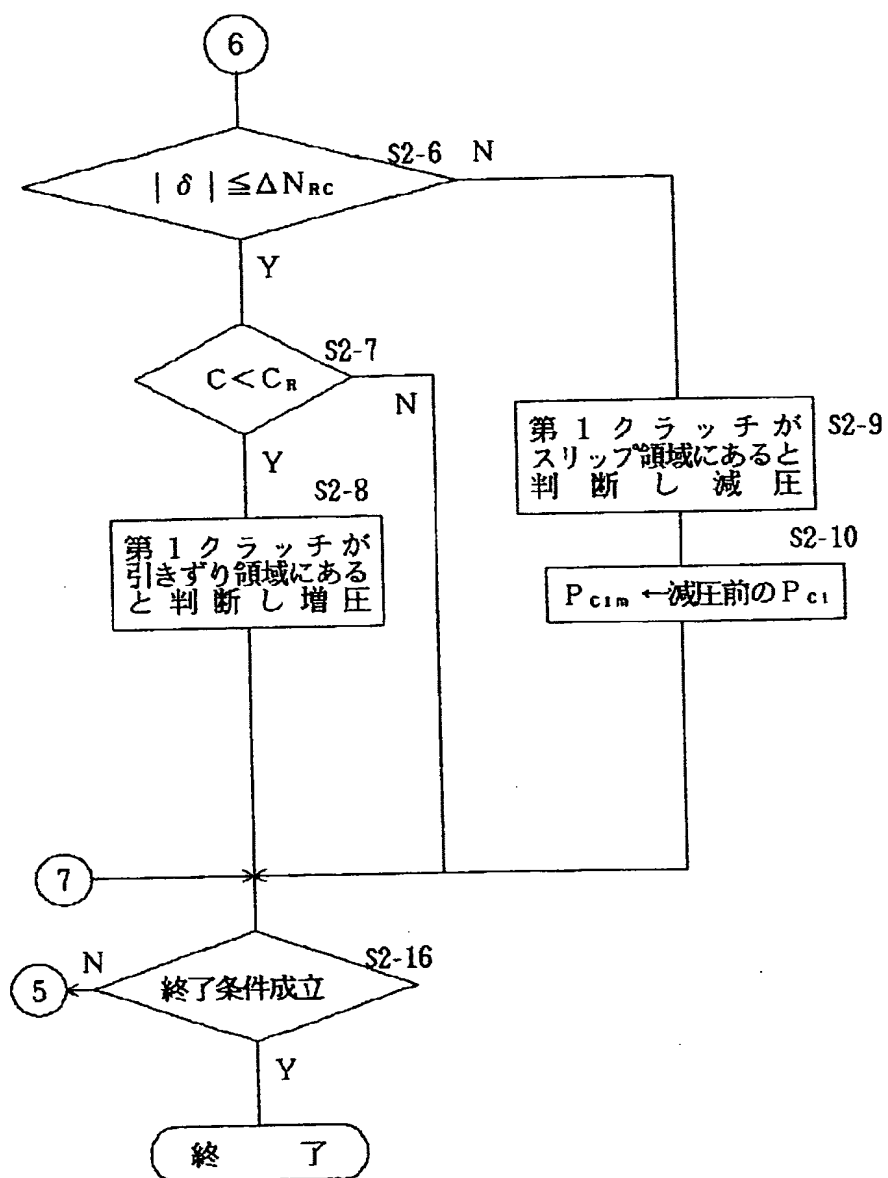 6
S2-6 N
| δ | ≦ΔN_RC
Y
S2-7
C<C_R
N
Y
S2-8
第1クラッチが
引きずり領域にある
と判断し増圧
第1クラッチが
スリップ領域にあると
判断し減圧
S2-9
S2-10
P_C1m ←減圧前のP_C1
7
N
S2-16
5
終了条件成立
Y
終 了